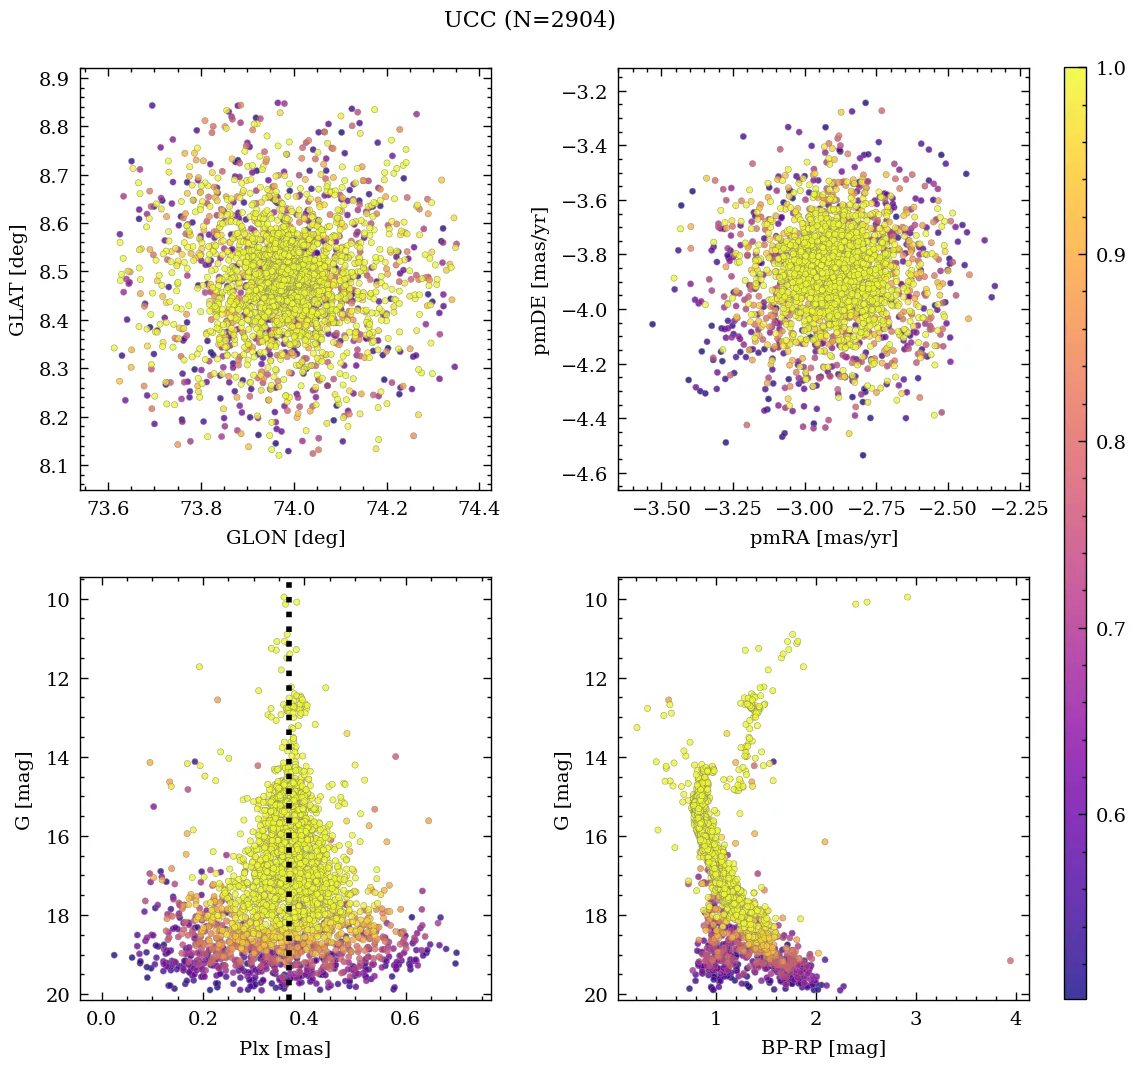 UCC (N=2904)
8.9
8.8
8.7
8.6
8.5
8.4
8.3
8.2
8.1
GLAT [deg]
73.6 73.8 74.0 74.2 74.4
GLON [deg]
−3.2
−3.4
−3.6
−3.8
−4.0
−4.2
−4.4
−4.6
pmDE [mas/yr]
−3.50 −3.25 −3.00 −2.75 −2.50 −2.25
pmRA [mas/yr]
10
12
14
16
18
20
G [mag]
0.0 0.2 0.4 0.6
Plx [mas]
10
12
14
16
18
20
G [mag]
1 2 3 4
BP-RP [mag]
1.0
0.9
0.8
0.7
0.6